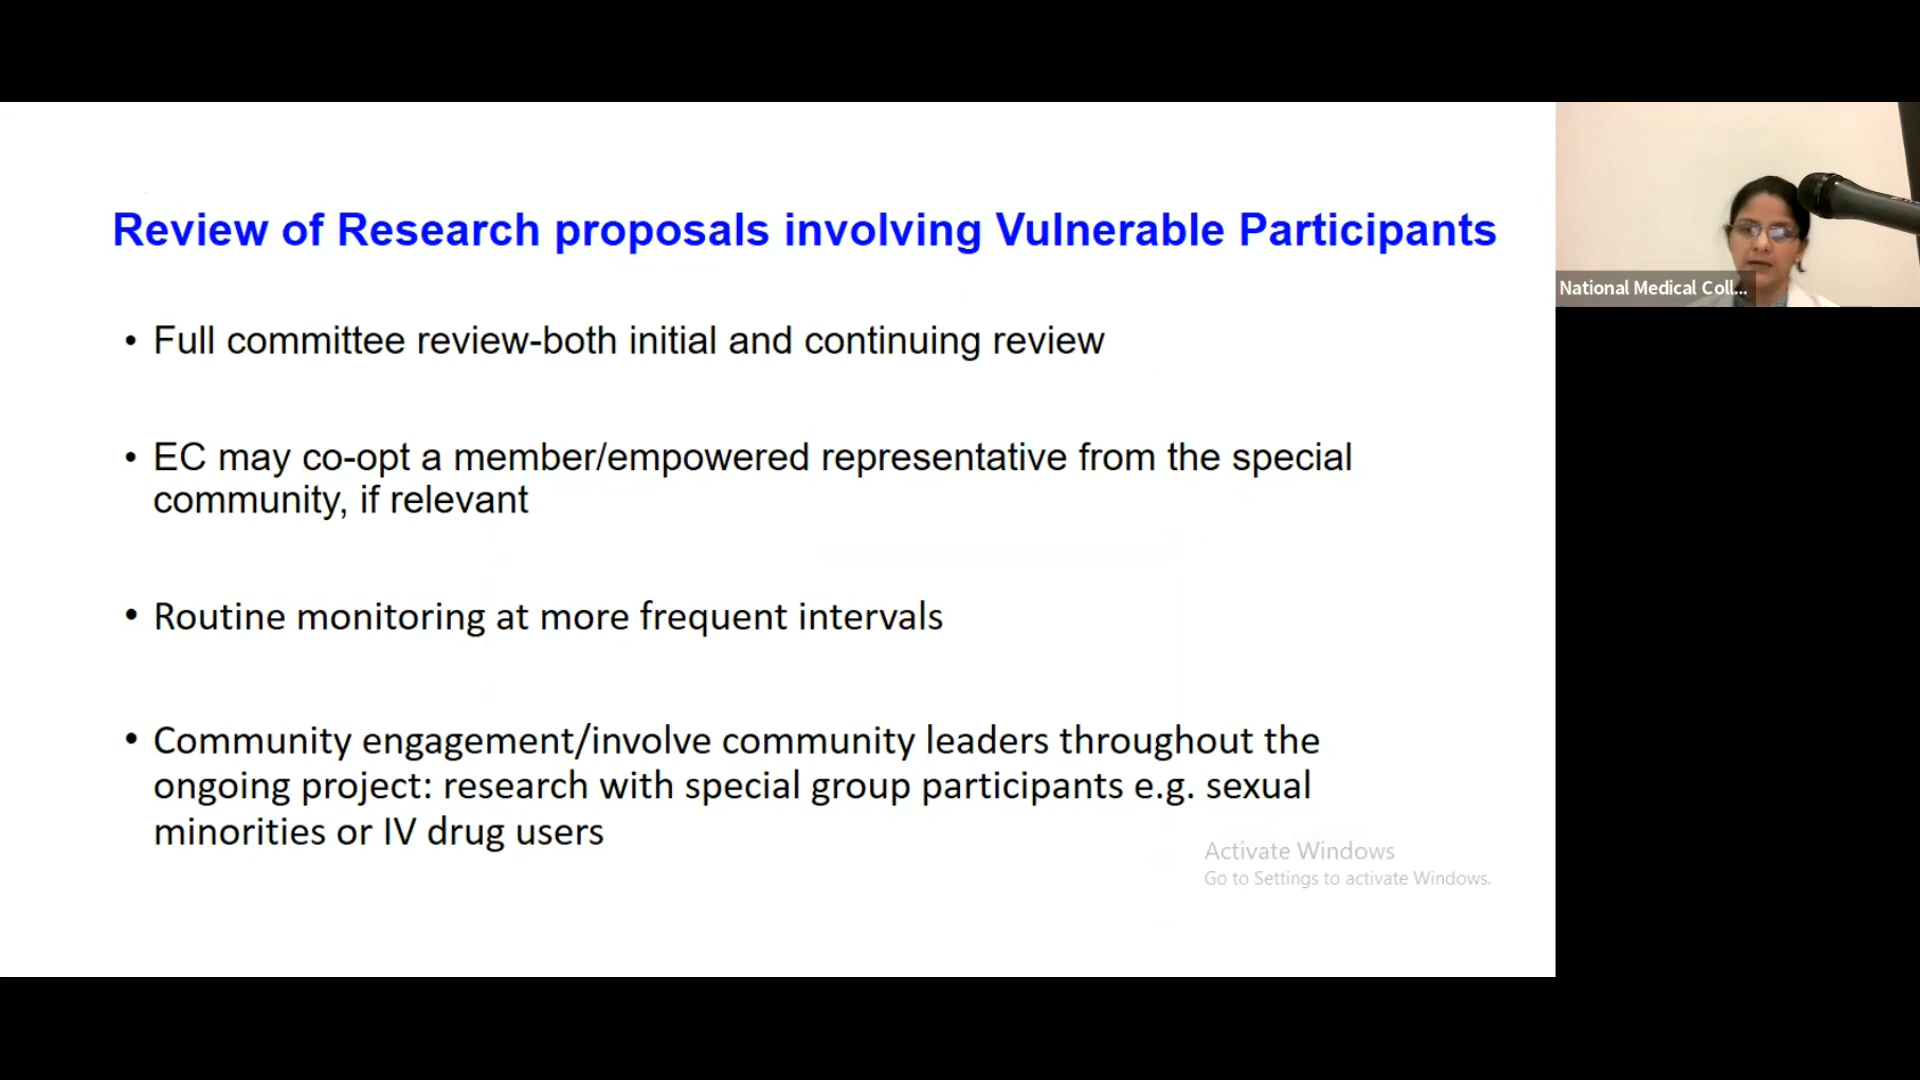 Review of Research proposals involving Vulnerable Participants
National Medical Coll...
• Full committee review-both initial and continuing review
• EC may co-opt a member/empowered representative from the special
community, if relevant
• Routine monitoring at more frequent intervals
• Community engagement/involve community leaders throughout the
ongoing project: research with special group participants e.g. sexual
minorities or IV drug users
Activate Windows
Go to Settings to activate Windows.